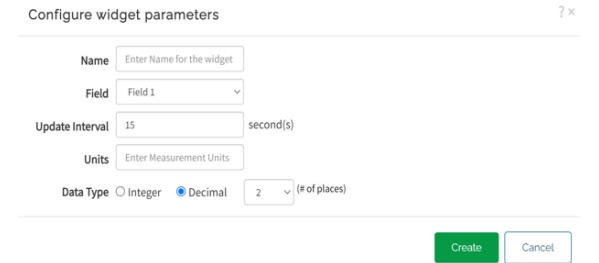 Configure widget parameters ? ×
Name Enter Name for the widget
Field Field 1
Update Interval 15 second(s)
Units Enter Measurement Units
Data Type Integer Decimal 2 (# of places)
Create Cancel